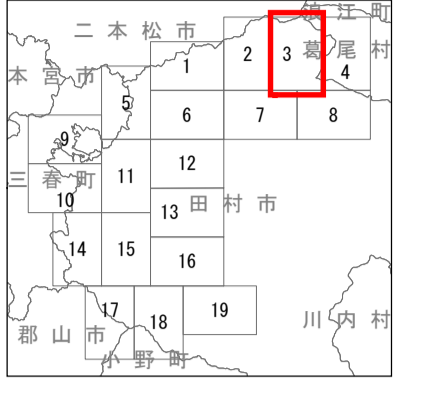 浪 江 町
二 本 松 市
2
3
葛 尾 村
1
4
本 宮 市
5
6
7
8
9
12
三 春 町
11
10
13
田 村 市
14
15
16
17
18
19
川 内 村
郡 山 市
小 野 町